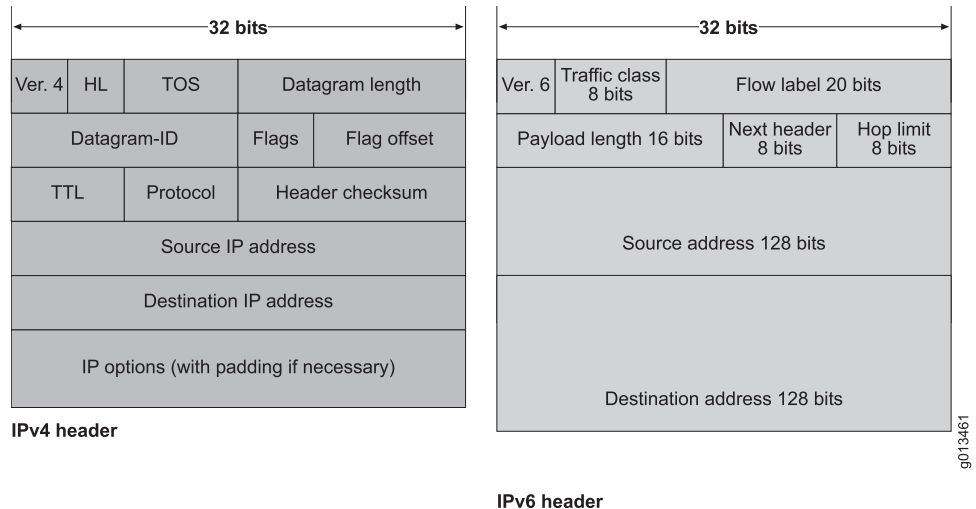 32 bits
Ver. 4 HL TOS Datagram length
Datagram-ID Flags Flag offset
TTL Protocol Header checksum
Source IP address
Destination IP address
IP options (with padding if necessary)
IPv4 header
32 bits
Ver. 6 Traffic class
8 bits Flow label 20 bits
Payload length 16 bits Next header
8 bits Hop limit
8 bits
Source address 128 bits
Destination address 128 bits
g013461
IPv6 header